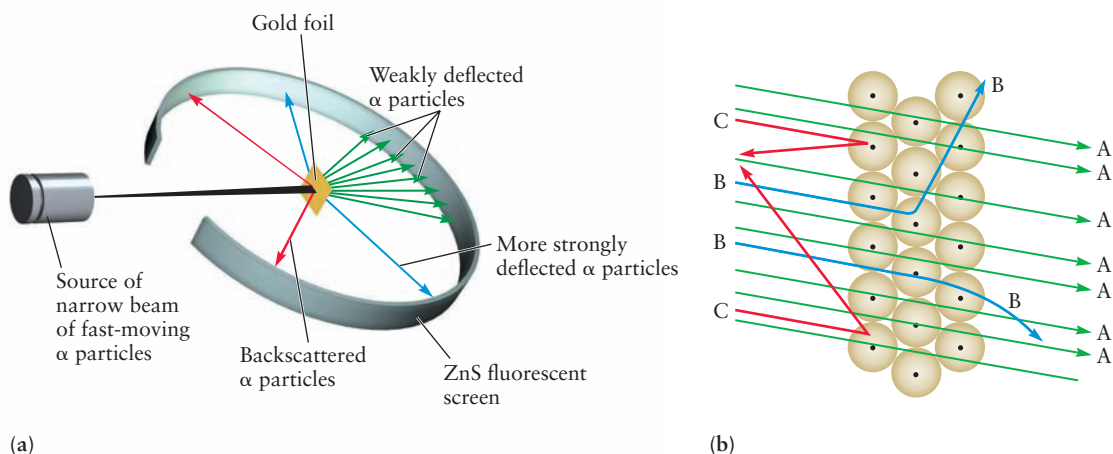 Gold foil
Weakly deflected
α particles
More strongly
deflected α particles
Source of
narrow beam
of fast-moving
α particles
Backscattered
α particles
ZnS fluorescent
screen
(a)
B
C
A
A
B
A
B
A
A
B
C
A
A
(b)